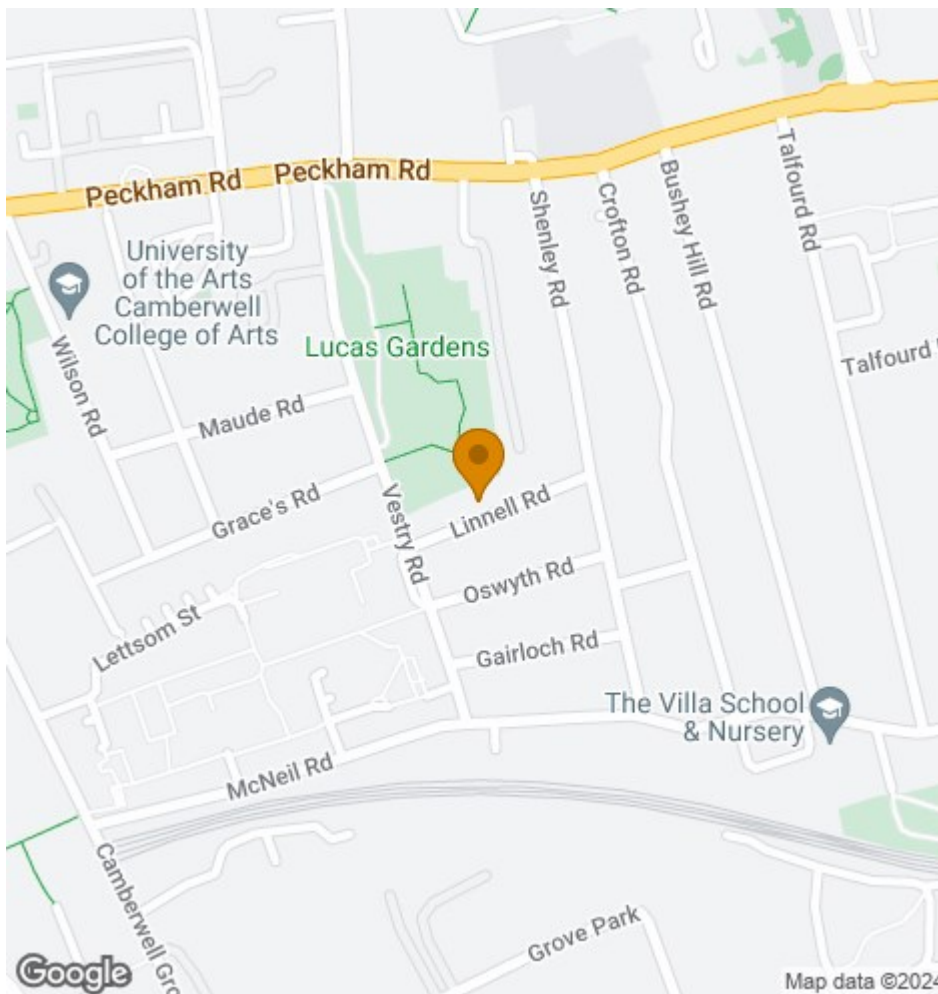 Peckham Rd
Peckham Rd
Talfourd Rd
Bushey Hill Rd
Crofton Rd
Shenley Rd
University
of the Arts
Camberwell
College of Arts
Lucas Gardens
Wilson Rd
Talfourd
Maude Rd
Grace's Rd
Vestry Rd
Linnell Rd
Oswyth Rd
Lettsom St
Gairloch Rd
The Villa School
& Nursery
McNeil Rd
Camberwell Gro
Grove Park
Google
Map data ©2024